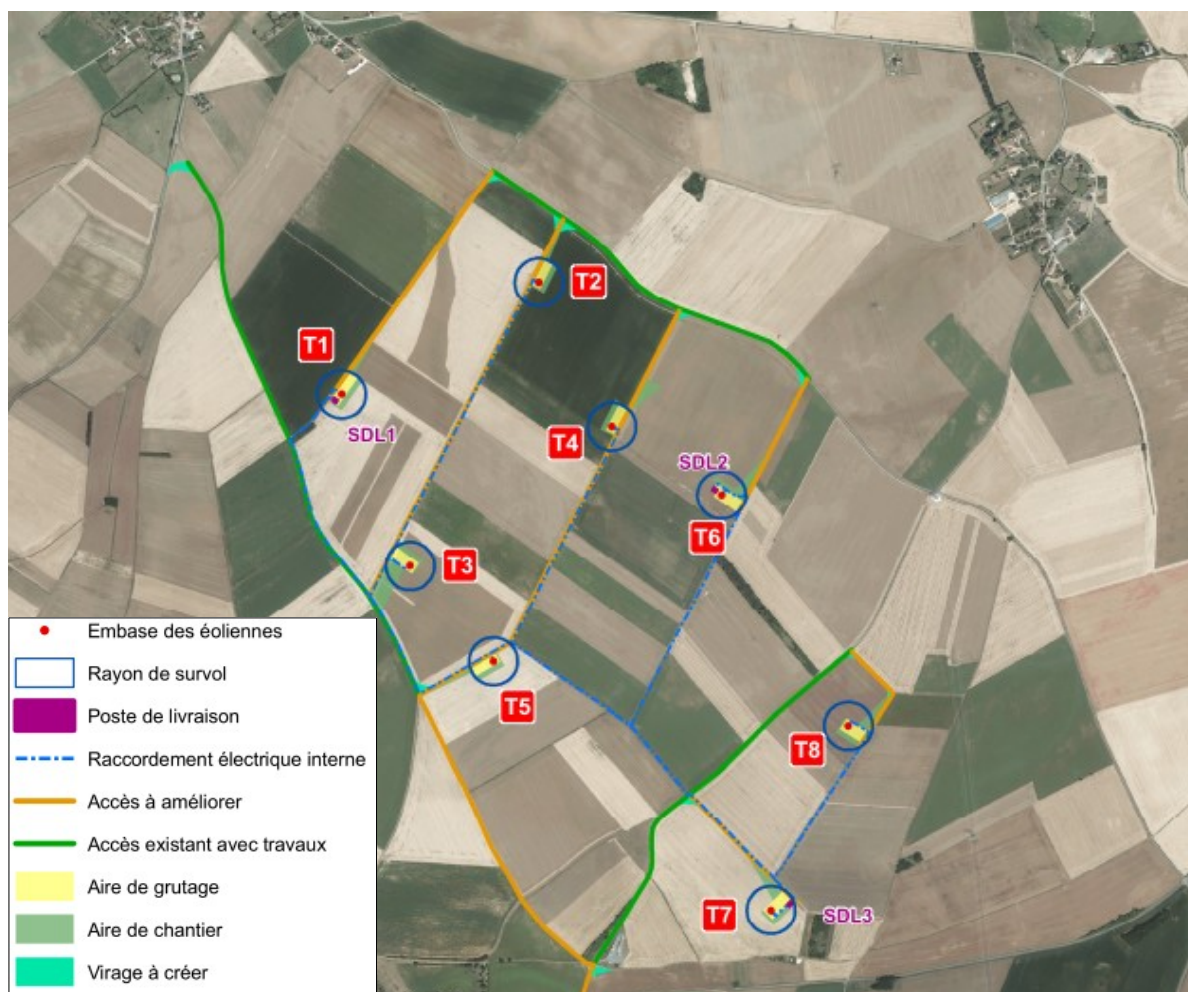 T2
T1
SDL1
T4
SDL2
T6
T3
T5
T8
T7
SDL3
Embase des éoliennes
Rayon de survol
Poste de livraison
Raccordement électrique interne
Accès à améliorer
Accès existant avec travaux
Aire de grutage
Aire de chantier
Virage à créer